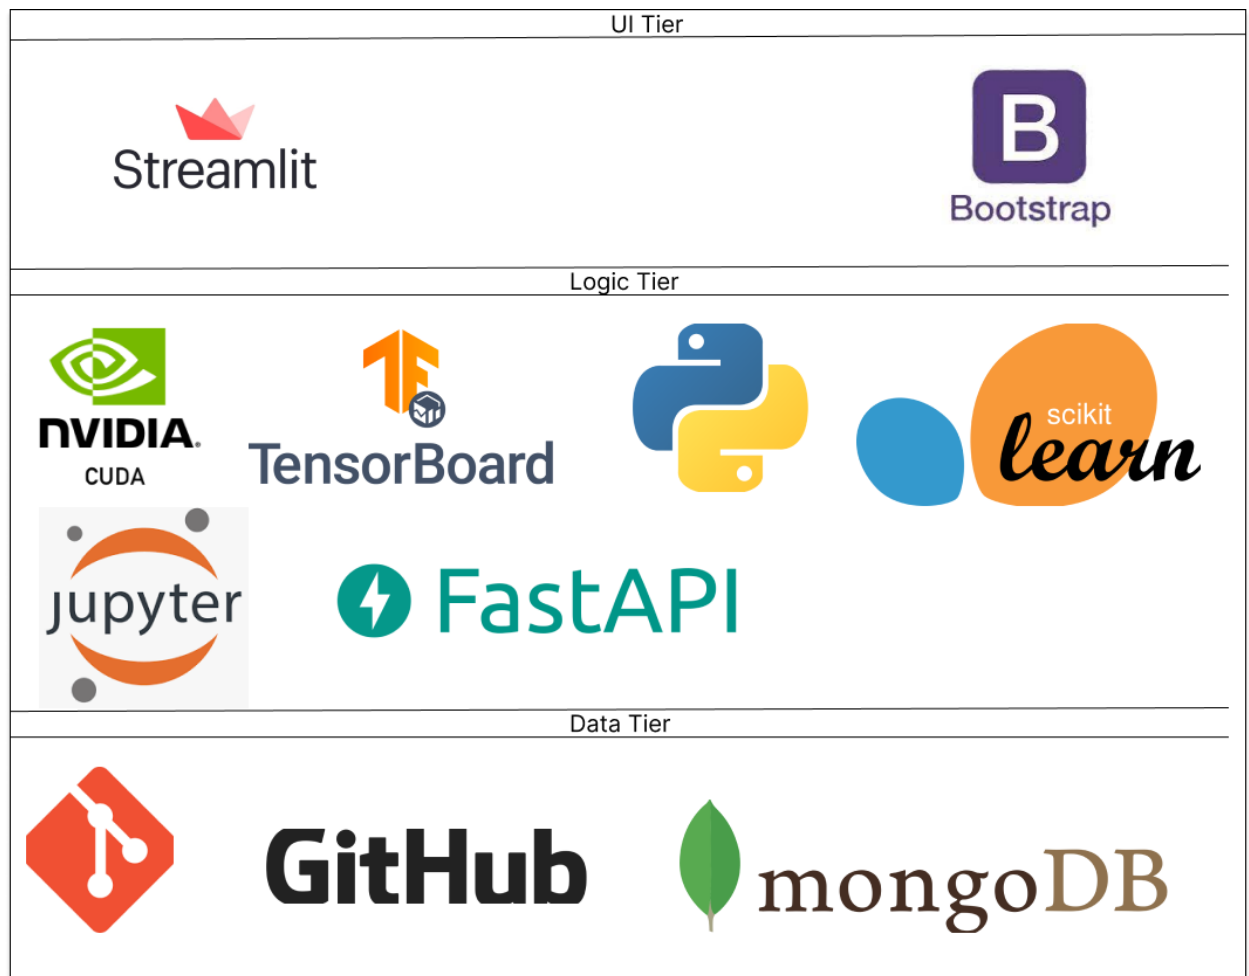 UI Tier
Streamlit
B
Bootstrap
Logic Tier
NVIDIA.
CUDA
TensorBoard
scikit
learn
jupyter
FastAPI
Data Tier
GitHub
mongoDB